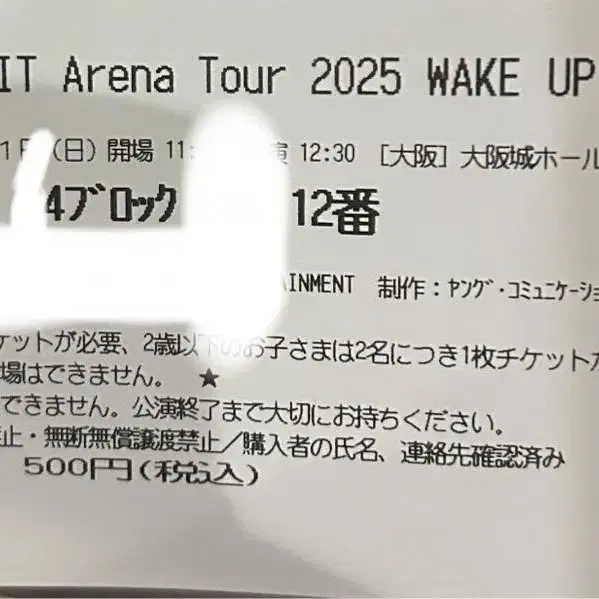 IT Arena Tour 2025 WAKE UP
1日(日)開場 11: 演 12:30 [大阪] 大阪城ホール
4ブロック 12番
AINMENT 制作:ヤング・コミュニケーショ
ケットが必要、2歳以下のお子さまは2名につき1枚チケットが
場はできません。 ★
できません。公演終了まで大切にお持ちください。
止・無断無償譲渡禁止/購入者の氏名、連絡先確認済み
500円(税込)